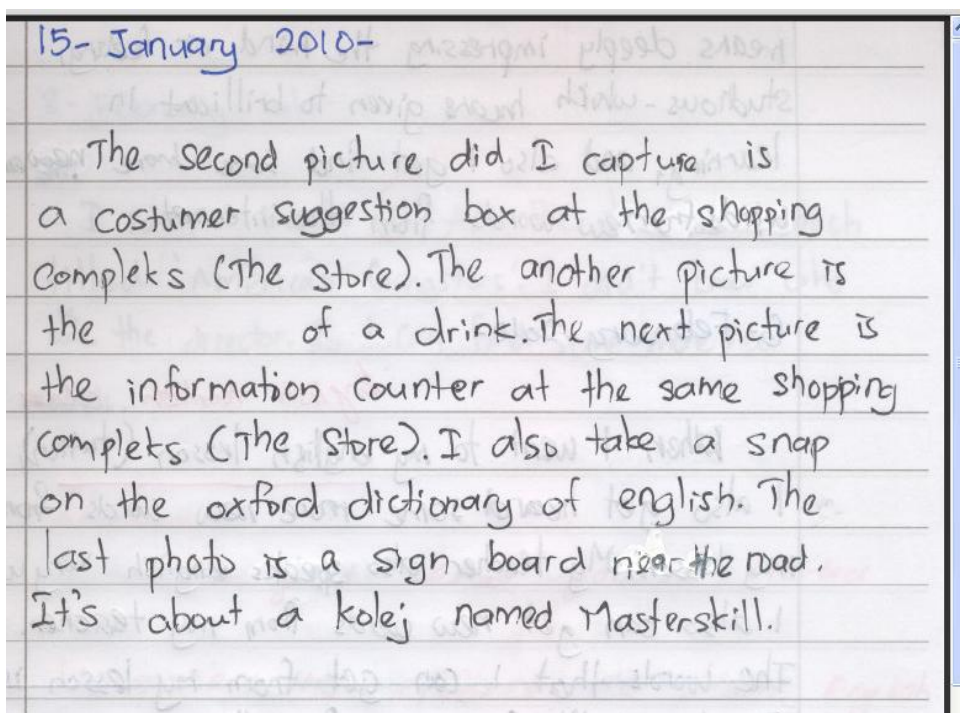 15- January 2010-
The second picture did I capture is
a costumer suggestion box at the shopping
compleks (The Store). The another picture is
the of a drink. The next picture is
the information counter at the same shopping
compleks (The Store). I also take a snap
on the oxford dictionary of english. The
last photo is a sign board near the road.
It's about a kolej named Masterskill.